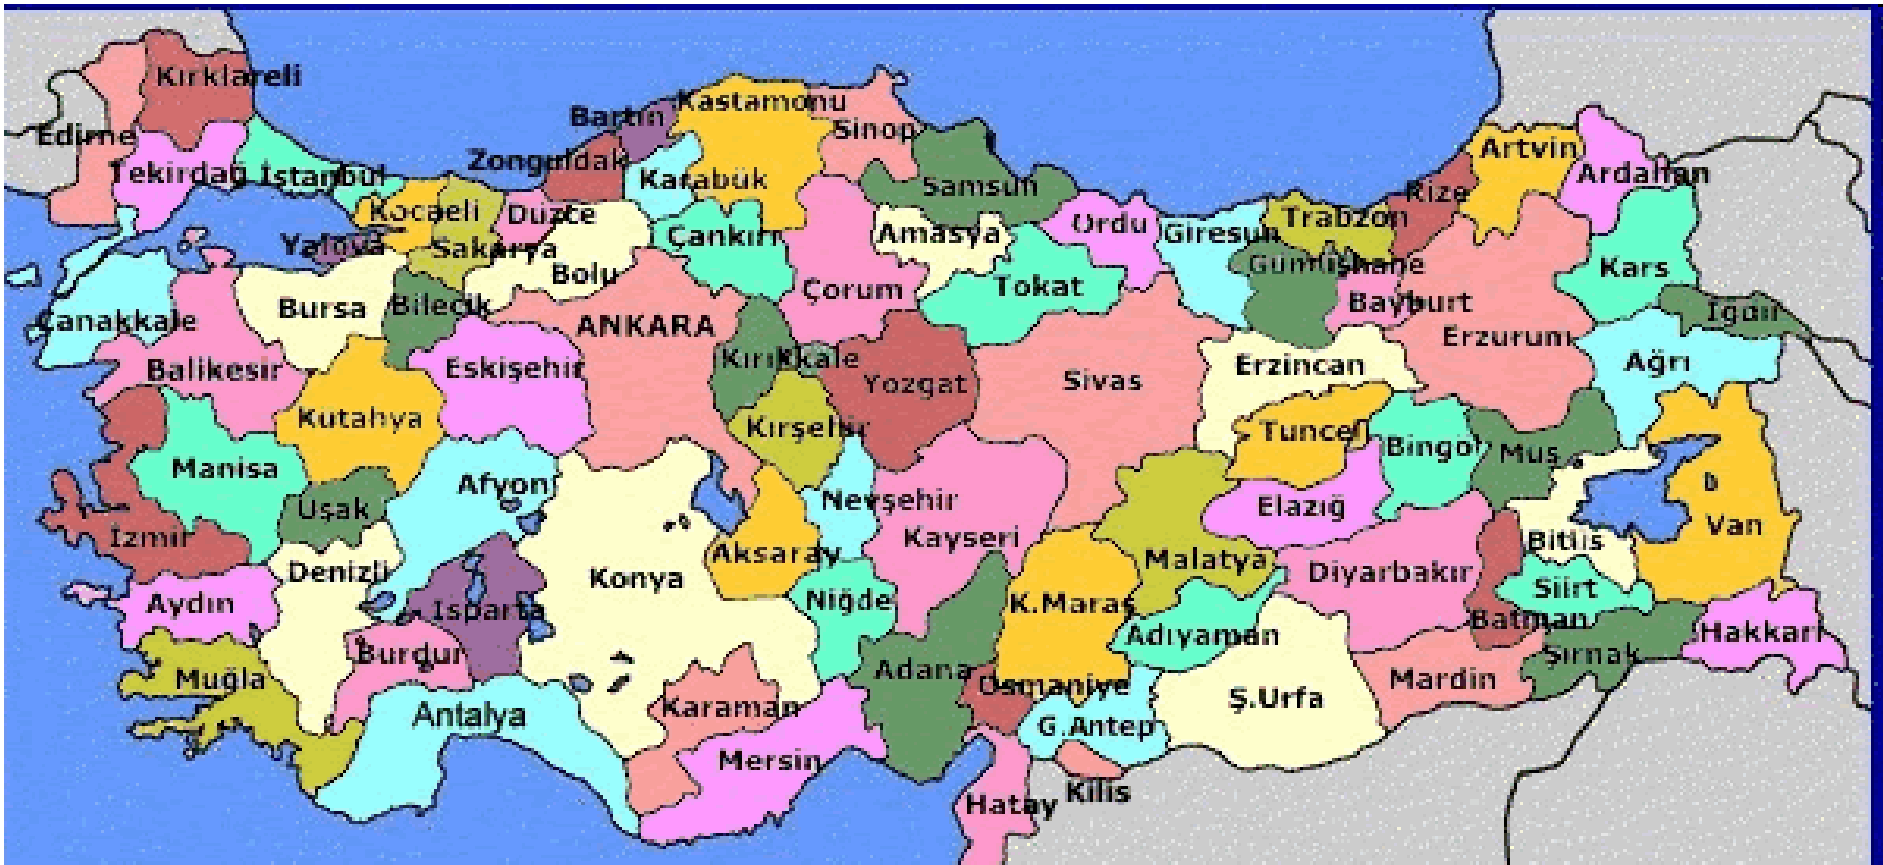 Kırklareli
Edirne
Tekirdağ
İstanbul
Kocaeli
Yalova
Sakarya
Düzce
Zonguldak
Bartın
Kastamonu
Karabük
Sinop
Samsun
Çankırı
Bolu
Amasya
Ordu
Giresun
Trabzon
Rize
Artvin
Ardahan
Kars
Iğdır
Gümüşhane
Bayburt
Erzurum
Tokat
Çorum
Çanakkale
Bursa
Bilecik
ANKARA
Balikesir
Eskişehir
Kırıkkale
Yozgat
Sivas
Erzincan
Ağrı
Kutahya
Kırşehir
Tunceli
Bingöl
Muş
Manisa
Afyon
Uşak
Nevşehir
Kayseri
Elazığ
Malatya
Van
Bitlis
İzmir
Denizli
Konya
Aksaray
Niğde
K.Maraş
Diyarbakır
Siirt
Batman
Aydın
Isparta
Burdur
Adıyaman
Hakkari
Şırnak
Muğla
Antalya
Karaman
Adana
Osmaniye
Ş.Urfa
Mardin
Mersin
G.Antep
Hatay
Kilis